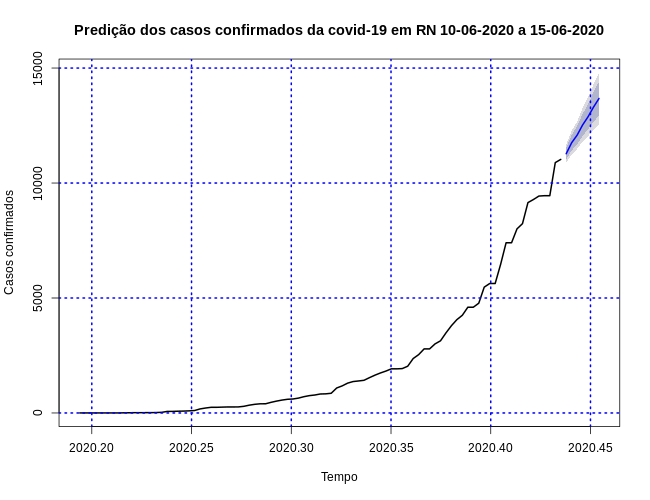 Predição dos casos confirmados da covid-19 em RN 10-06-2020 a 15-06-2020
15000
10000
5000
0
Casos confirmados
2020.20 2020.25 2020.30 2020.35 2020.40 2020.45
Tempo